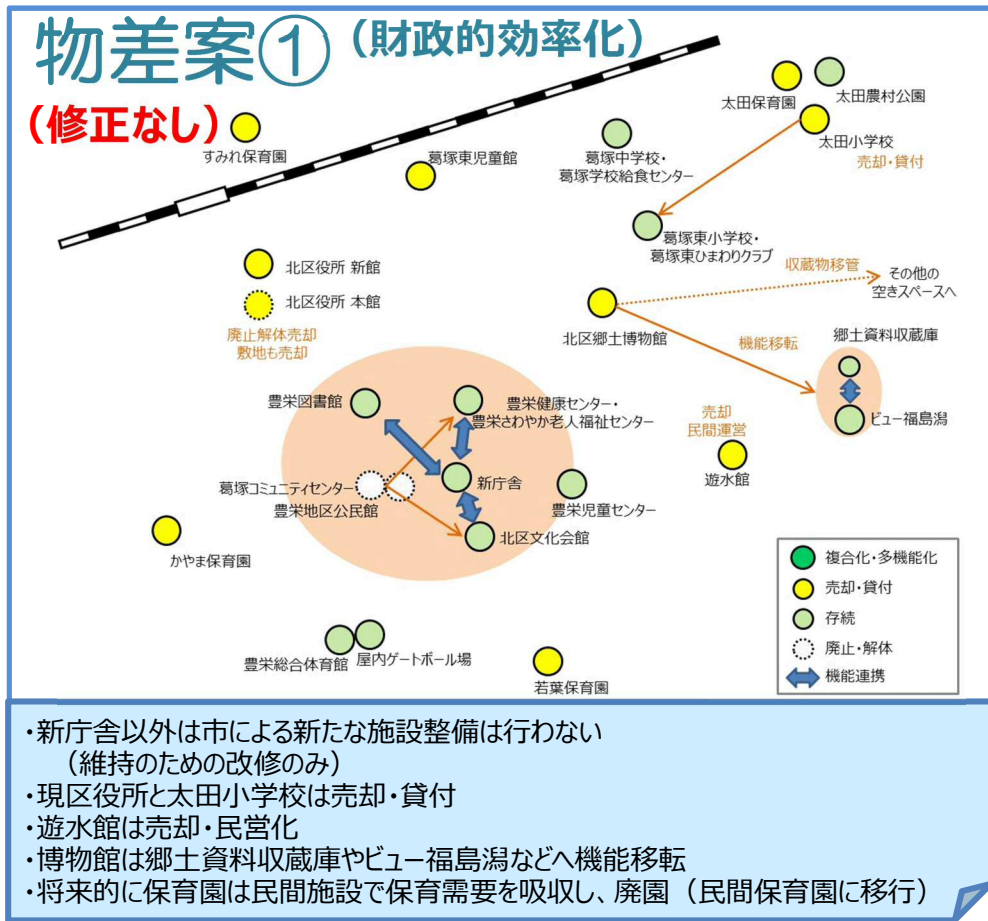 物差案①（財政的効率化）
（修正なし）
すみれ保育園
葛塚東児童館
葛塚中学校・
葛塚学校給食センター
太田保育園
太田農村公園
太田小学校
売却・貸付
葛塚東小学校・
葛塚東ひまわりクラブ
北区役所 新館
北区役所 本館
廃止解体売却
敷地も売却
北区郷土博物館
収蔵物移管
その他の
空きスペースへ
機能移転
郷土資料収蔵庫
ビュー福島潟
豊栄図書館
豊栄健康センター・
豊栄さわやか老人福祉センター
売却
民間運営
遊水館
葛塚コミュニティセンター
豊栄地区公民館
新庁舎
豊栄児童センター
北区文化会館
かやま保育園
豊栄総合体育館
屋内ゲートボール場
若葉保育園
複合化・多機能化
売却・貸付
存続
廃止・解体
機能連携
・新庁舎以外は市による新たな施設整備は行わない
（維持のための改修のみ）
・現区役所と太田小学校は売却・貸付
・遊水館は売却・民営化
・博物館は郷土資料収蔵庫やビュー福島潟などへ機能移転
・将来的に保育園は民間施設で保育需要を吸収し、廃園（民間保育園に移行）